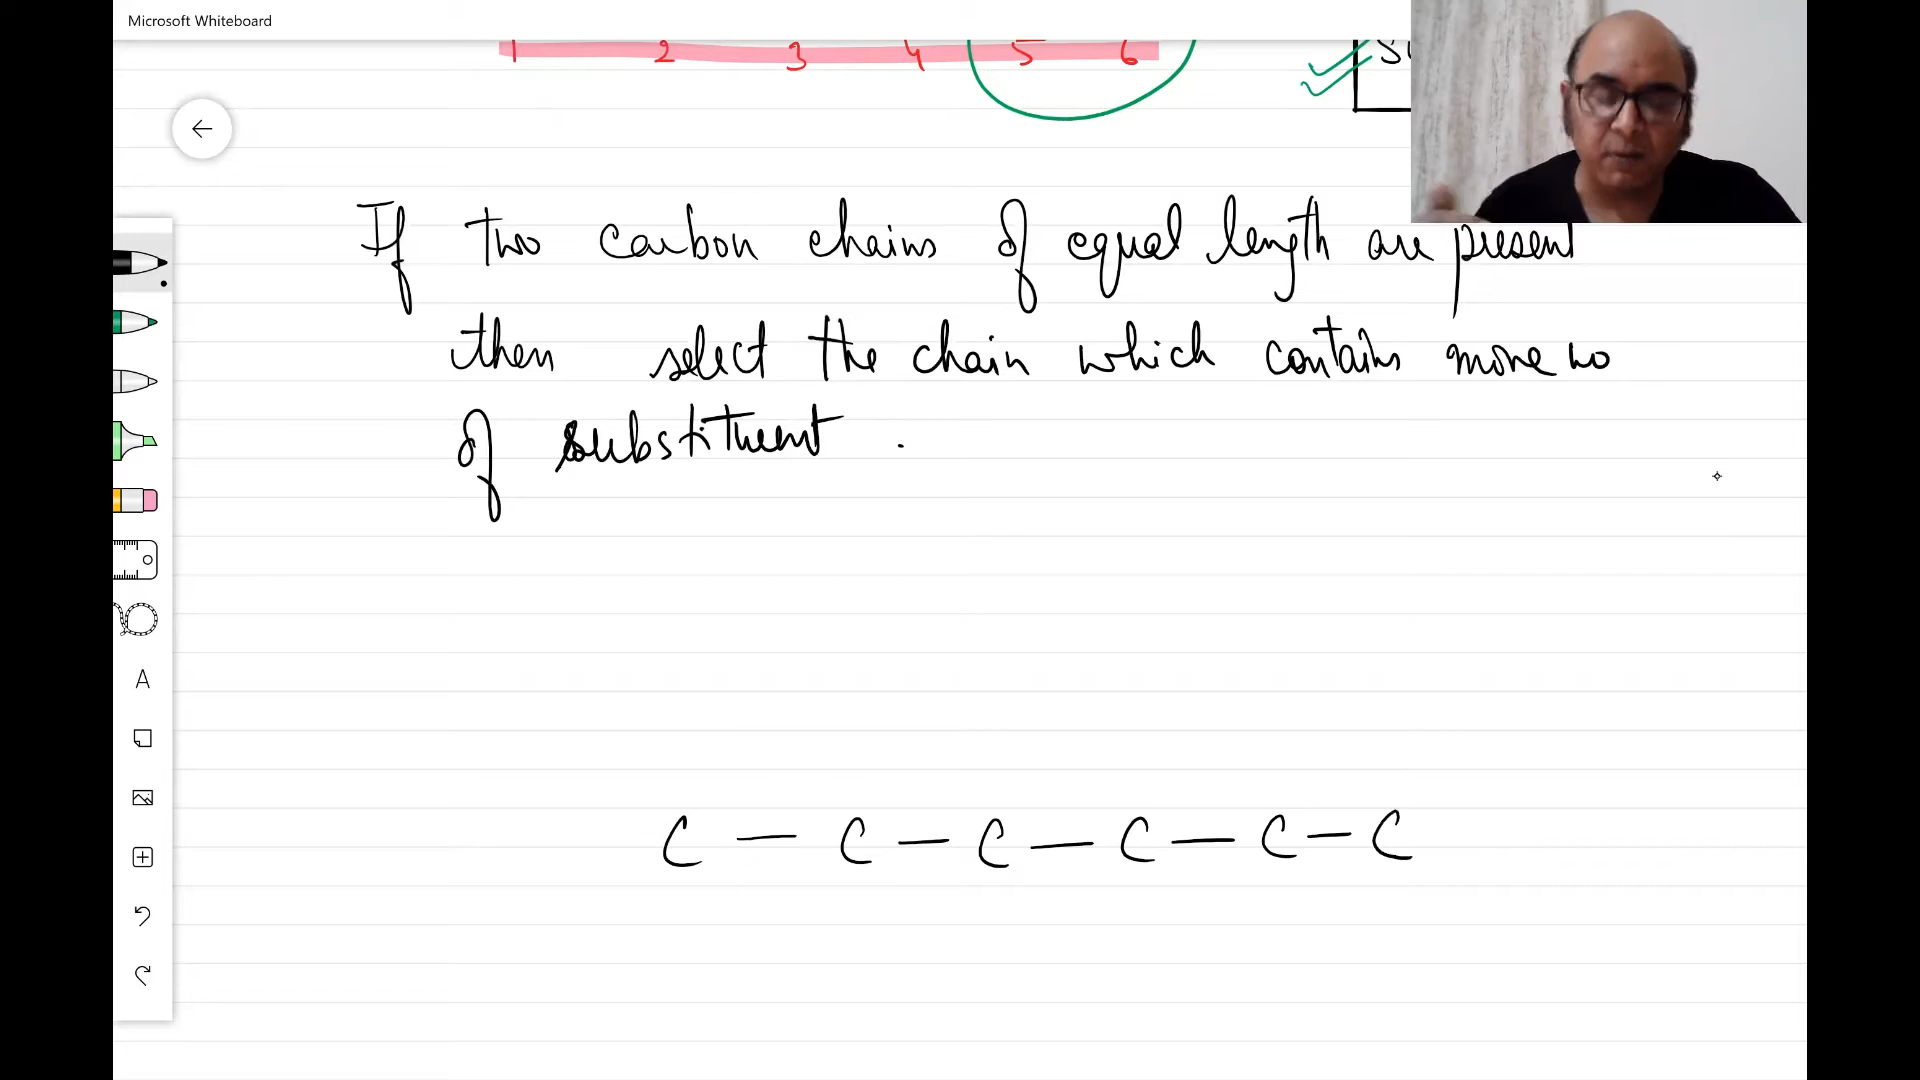 Microsoft Whiteboard
1 2 3 4 5 6
If two carbon chains of equal length are present
then select the chain which contains more no
of substituent .
A
C — C — C — C — C — C